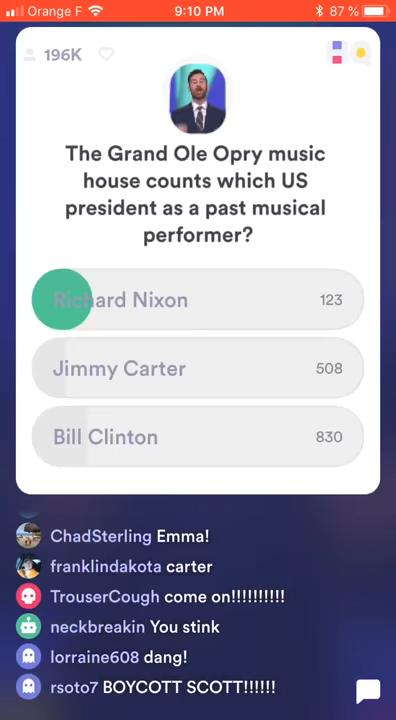 Orange F 9:10 PM 87 %
196K
The Grand Ole Opry music
house counts which US
president as a past musical
performer?
Richard Nixon 123
Jimmy Carter 508
Bill Clinton 830
ChadSterling Emma!
franklindakota carter
TrouserCough come on!!!!!!!!!!
neckbreakin You stink
lorraine608 dang!
rsoto7 BOYCOTT SCOTT!!!!!!